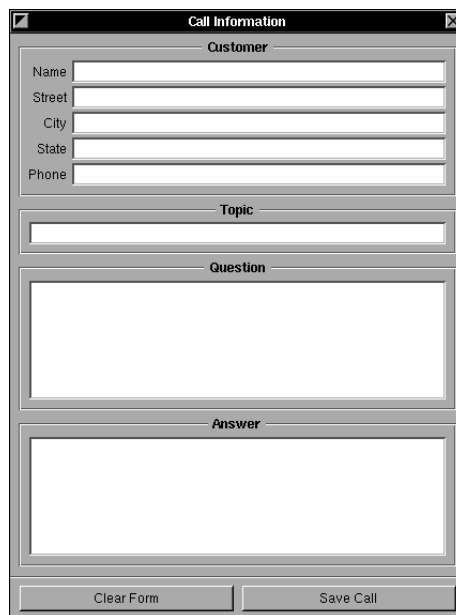 Call Information
Customer
Name
Street
City
State
Phone
Topic
Question
Answer
Clear Form Save Call